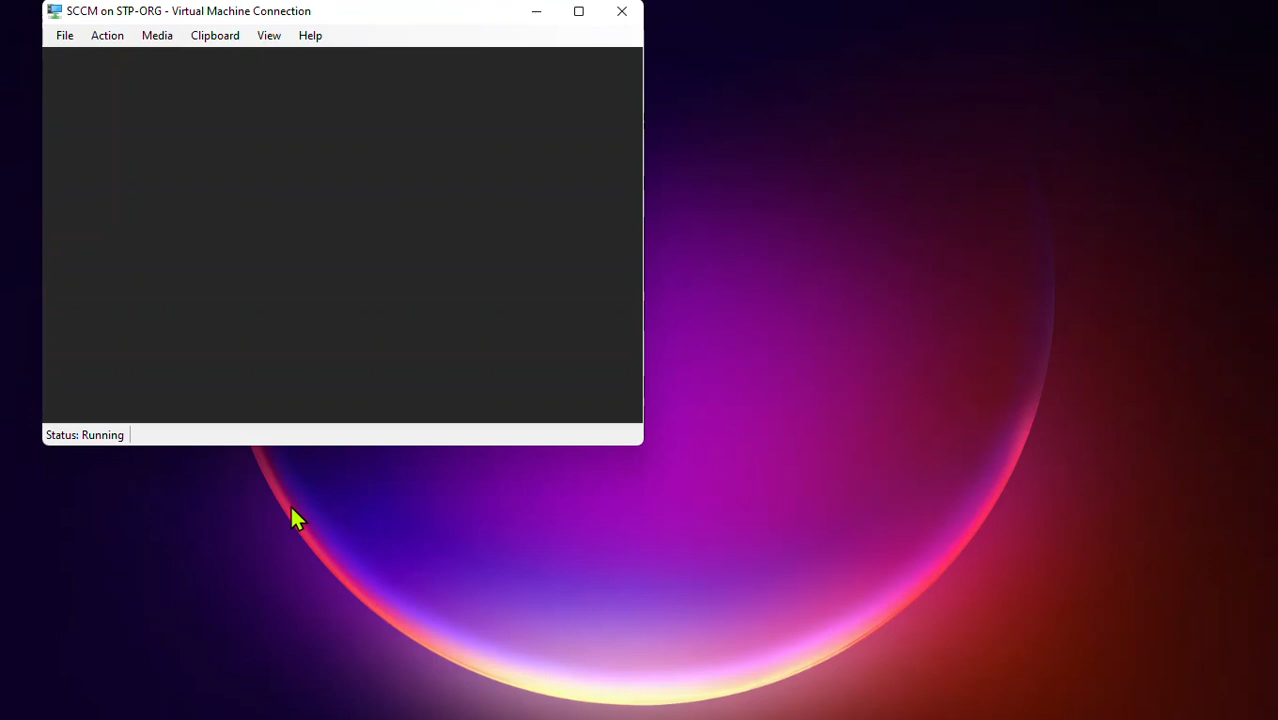 SCCM on STP-ORG - Virtual Machine Connection
File Action Media Clipboard View Help
Status: Running